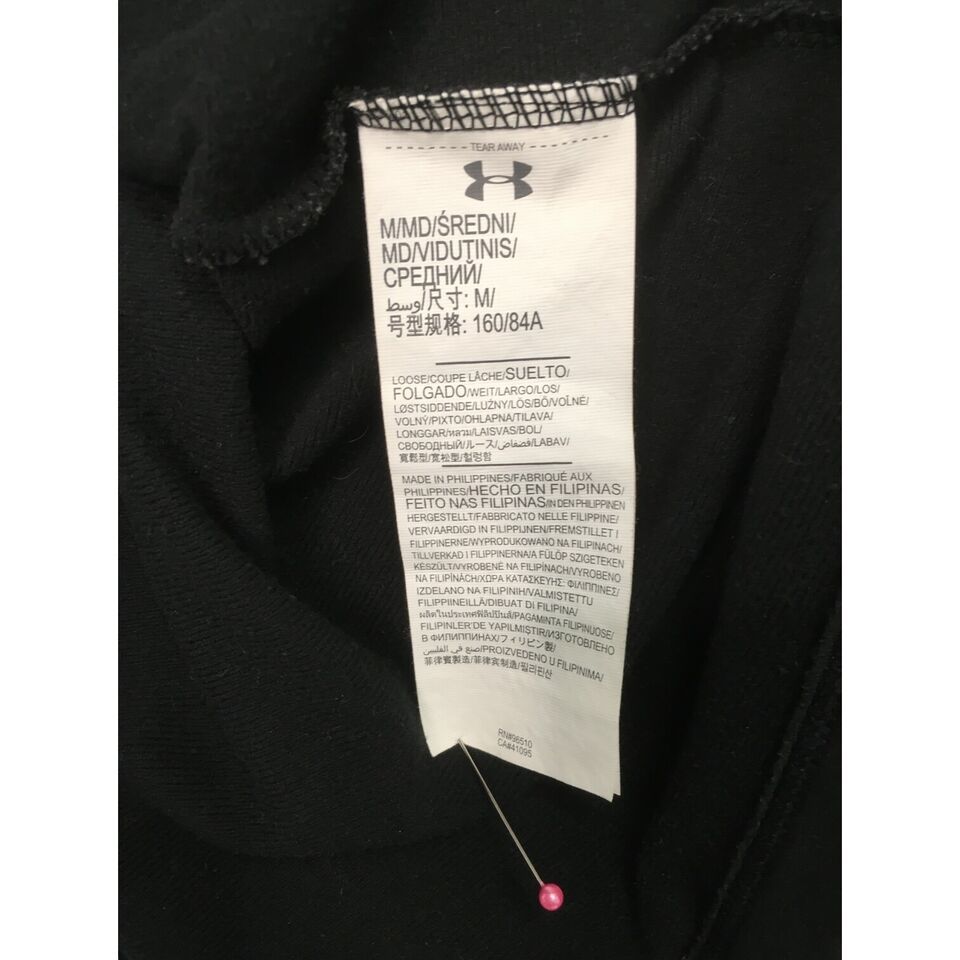 TEAR AWAY
M/MD/ŚREDNI/
MD/VIDUTINIS/
СРЕДНИЙ/
وسط/尺寸: M/
号型规格: 160/84A
LOOSE/COUPE LÂCHE/SUELTO/
FOLGADO/WEIT/LARGO/LOS/
LØSTSIDDENDE/LUŹNY/LÖS/BŐ/VOLNÉ/
VOLNÝ/ΡΙΧΤΟ/OHLAPNA/TILAVA/
LONGGAR/หลวม/LAISVAS/BOL/
СВОБОДНЫЙ/ルース/فضفاض/LABAV/
寬鬆型/宽松型/헐렁함
MADE IN PHILIPPINES/FABRIQUÉ AUX
PHILIPPINES/HECHO EN FILIPINAS/
FEITO NAS FILIPINAS/IN DEN PHILIPPINEN
HERGESTELLT/FABBRICATO NELLE FILIPPINE/
VERVAARDIGD IN FILIPPIJNEN/FREMSTILLET I
FILIPPINERNE/WYPRODUKOWANO NA FILIPINACH/
TILLVERKAD I FILIPPINERNA/A FÜLÖP SZIGETEKEN
KÉSZÜLT/VYROBENÉ NA FILIPÍNACH/VYROBENO
NA FILIPÍNÁCH/ΧΩΡΑ ΚΑΤΑΣΚΕΥΗΣ: ΦΙΛΙΠΠΙΝΕΣ/
IZDELANO NA FILIPINIH/VALMISTETTU
FILIPPIINEILLÄ/DIBUAT DI FILIPINA/
ผลิตในประเทศฟิลิปปินส์/PAGAMINTA FILIPINUOSE/
FILIPINLER'DE YAPILMIŞTIR/ИЗГОТОВЛЕНО
В ФИЛИППИНАХ/フィリピン製/
صنع في الفلبين/PROIZVEDENO U FILIPINIMA/
菲律賓製造/菲律宾制造/필리핀산
RN#96510
CA#41095